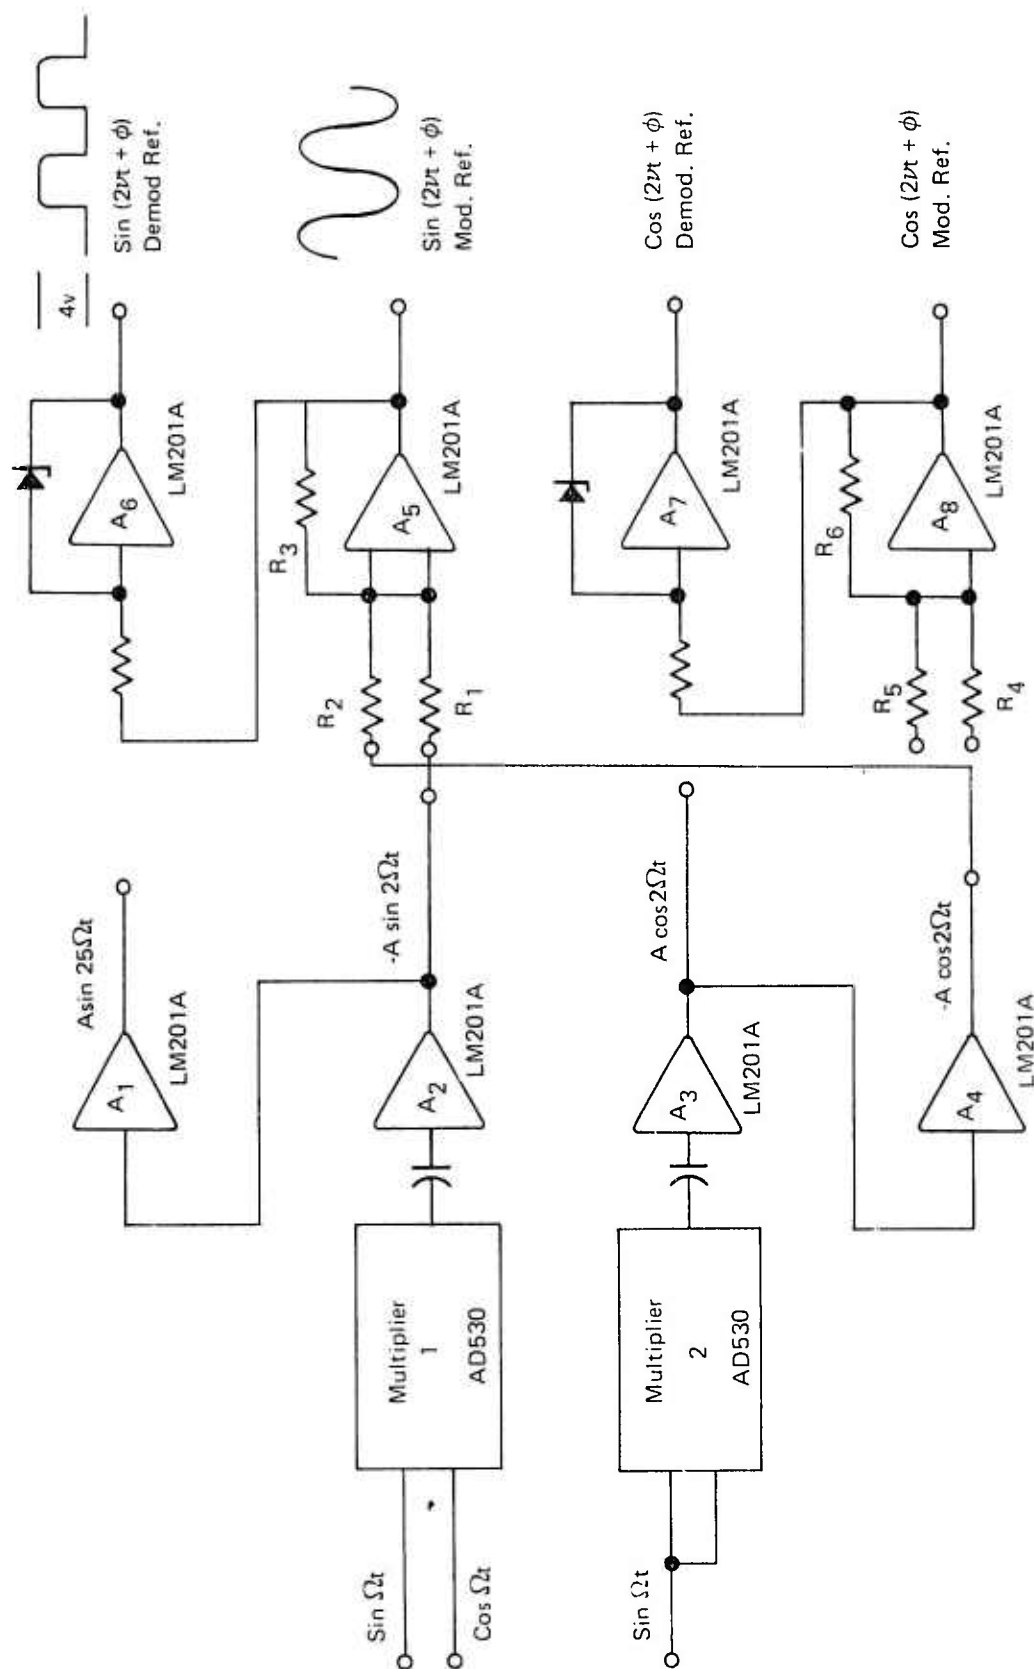 4v
Sin (2νt + φ)
Demod Ref.
A6
LM201A
Sin (2νt + φ)
Mod. Ref.
R3
A5
LM201A
R2
R1
Cos (2νt + φ)
Demod. Ref.
A7
LM201A
Cos (2νt + φ)
Mod. Ref.
R6
A8
LM201A
R5
R4
Asin 25Ωt
A1
LM201A
-A sin 2Ωt
A2
LM201A
A cos2Ωt
A3
LM201A
-A cos2Ωt
A4
LM201A
Multiplier
1
AD530
Multiplier
2
AD530
Sin Ωt
Cos Ωt
Sin Ωt